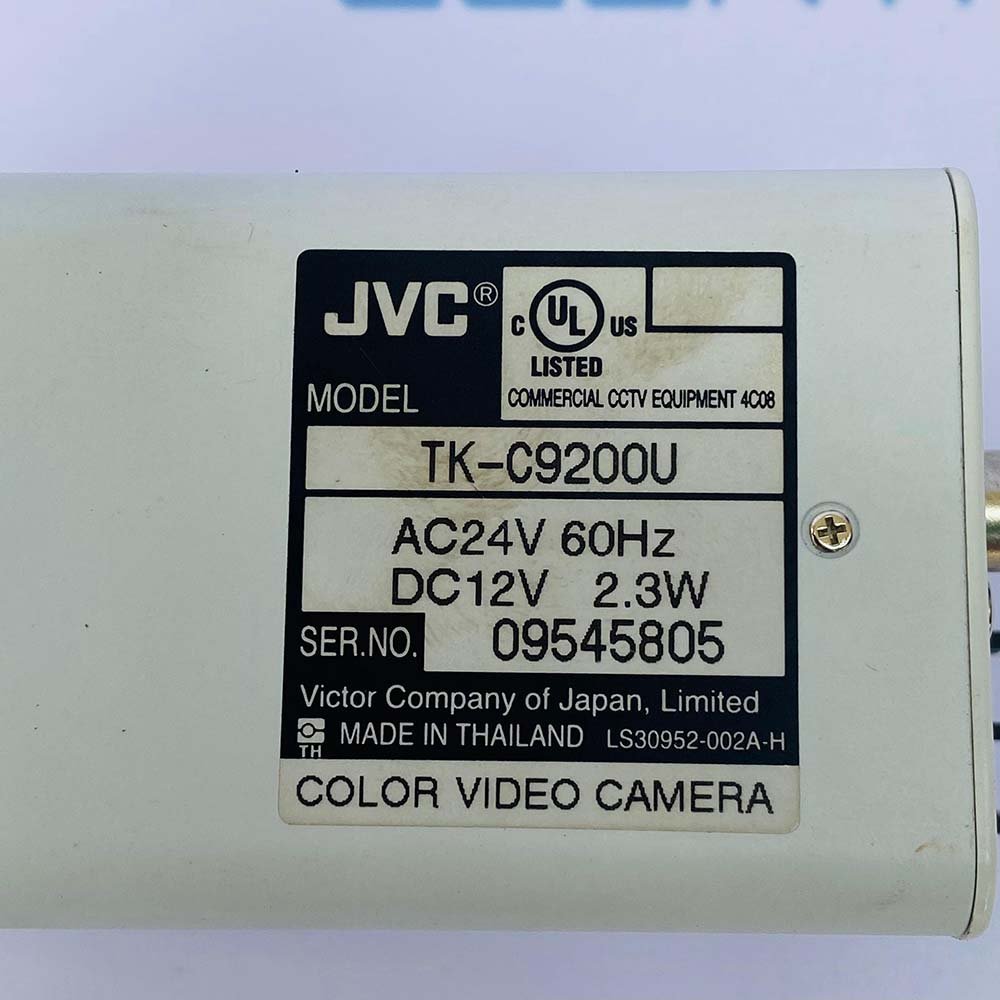 JVC®
C UL US
LISTED
COMMERCIAL CCTV EQUIPMENT 4C08
MODEL
TK-C9200U
AC24V 60Hz
DC12V 2.3W
SER.NO. 09545805
Victor Company of Japan, Limited
TH MADE IN THAILAND LS30952-002A-H
COLOR VIDEO CAMERA